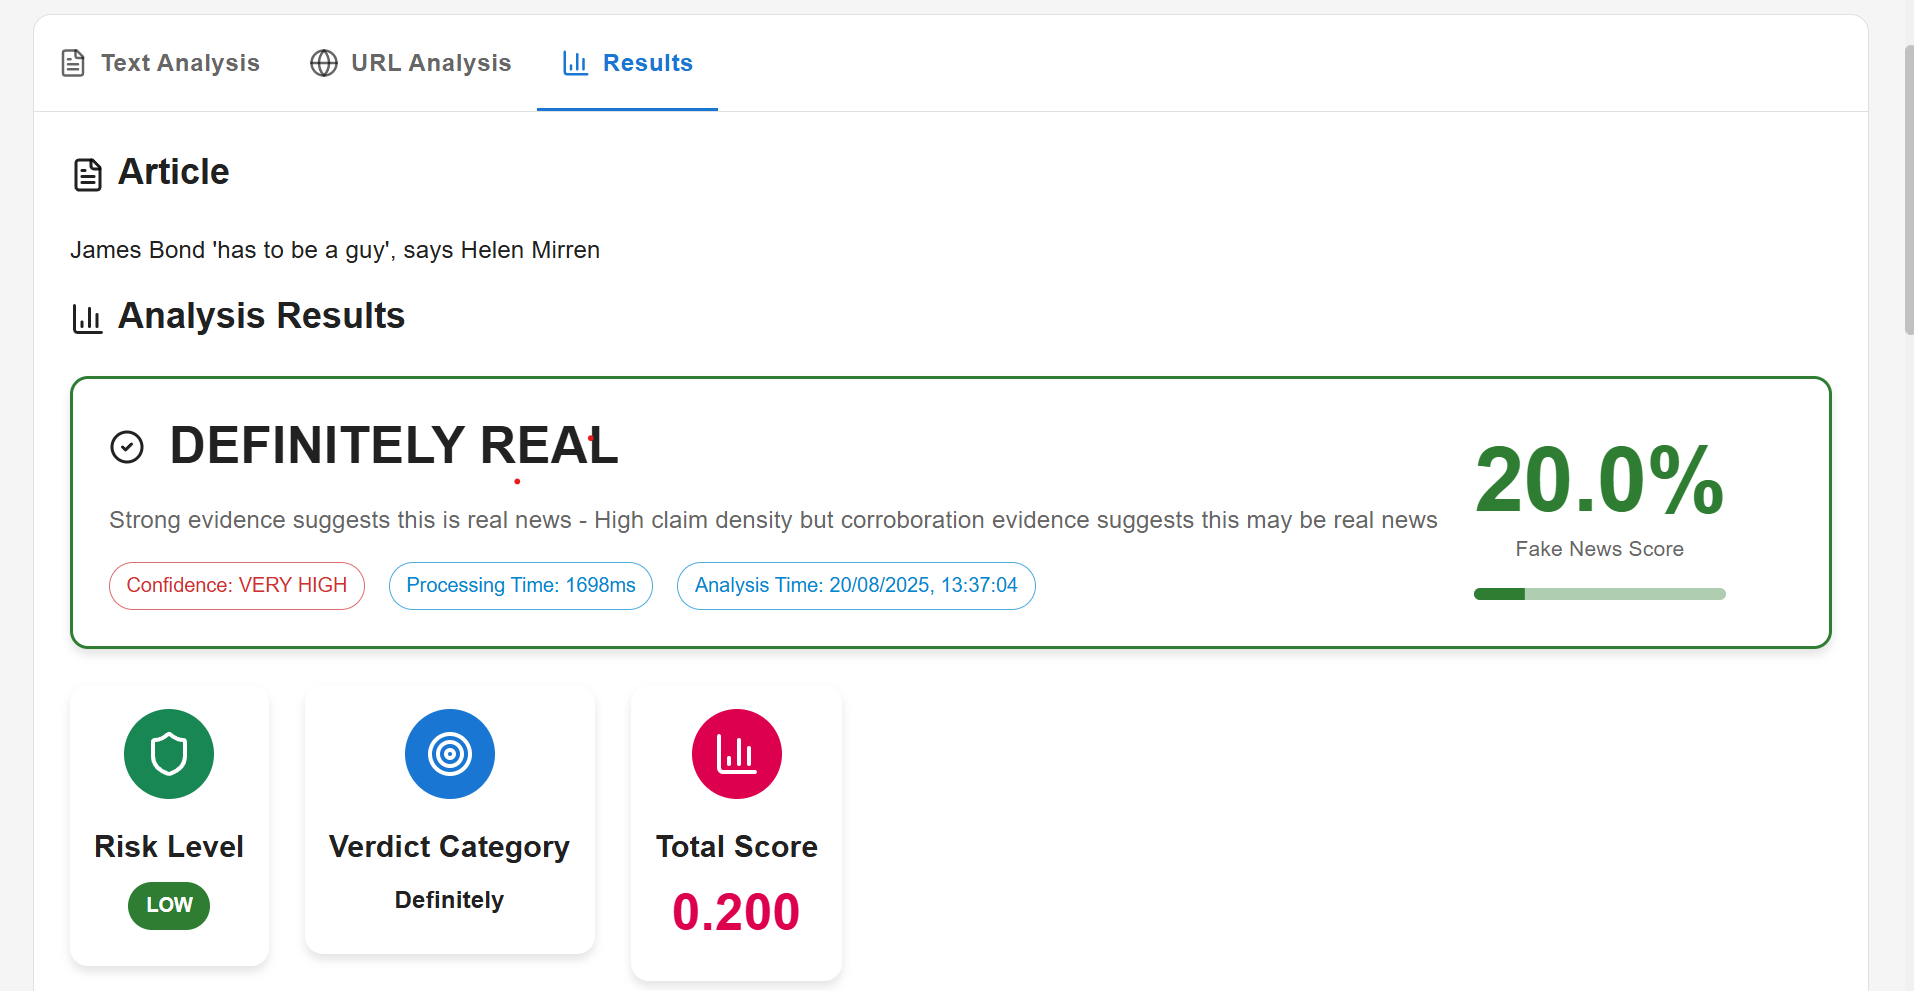 Text Analysis URL Analysis Results
Article
James Bond 'has to be a guy', says Helen Mirren
Analysis Results
DEFINITELY REAL
Strong evidence suggests this is real news - High claim density but corroboration evidence suggests this may be real news
Confidence: VERY HIGH Processing Time: 1698ms Analysis Time: 20/08/2025, 13:37:04
20.0%
Fake News Score
Risk Level
LOW
Verdict Category
Definitely
Total Score
0.200